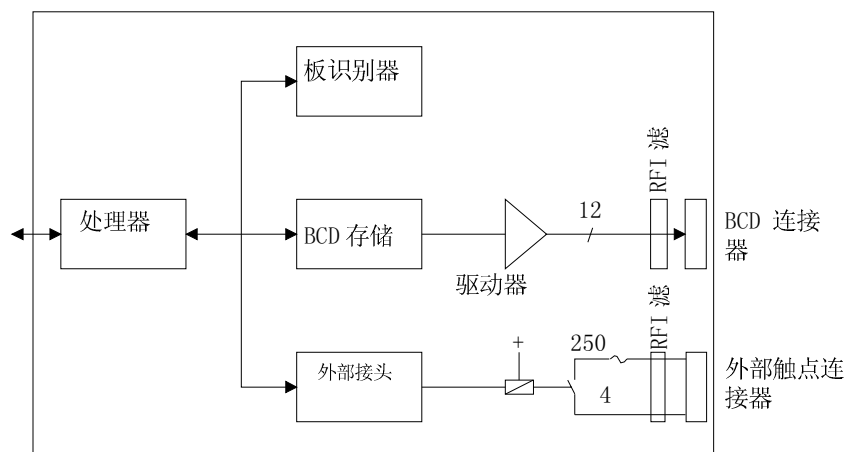 板识别器
处理器
BCD 存储
驱动器
12
RFI 滤
BCD 连接
器
外部接头
+
250
4
RFI 滤
外部触点连
接器